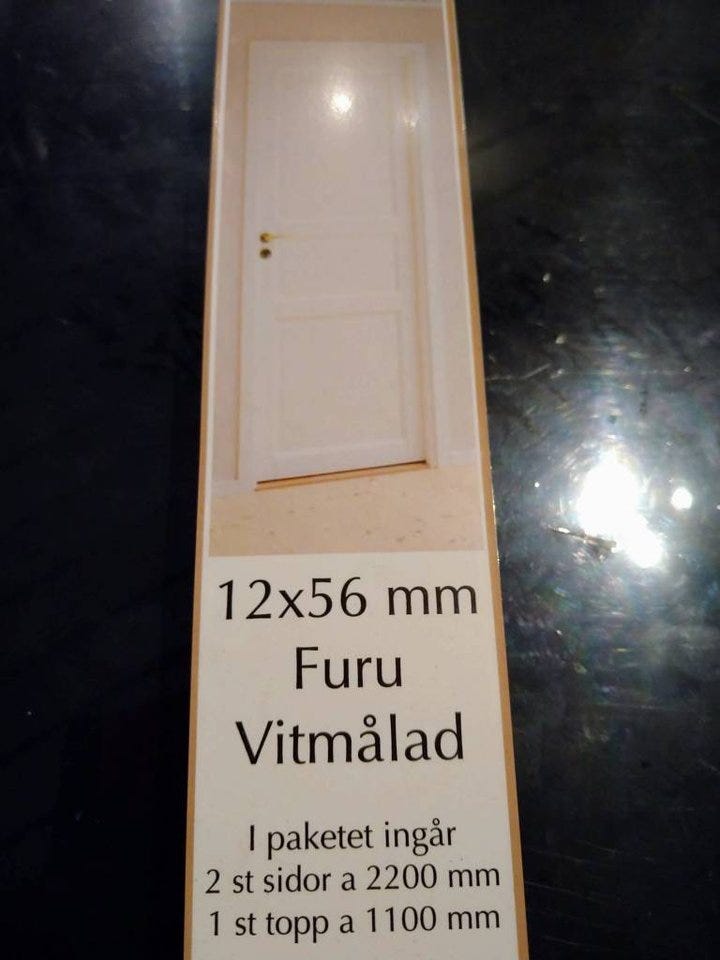 12x56 mm
Furu
Vitmålad
I paketet ingår
2 st sidor a 2200 mm
1 st topp a 1100 mm